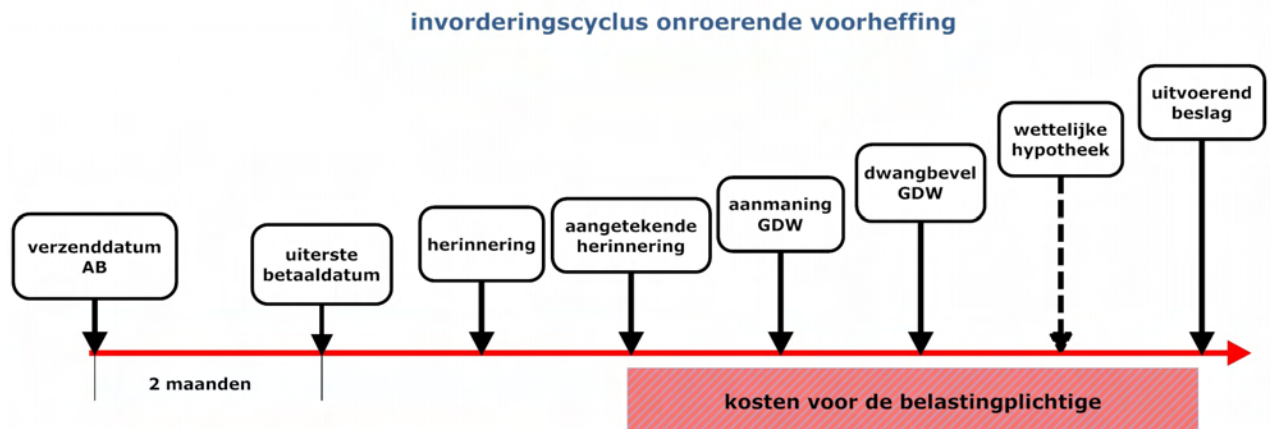 invorderingscyclus onroerende voorheffing
verzenddatum
AB
uiterste
betaaldatum
herinnering
aangetekende
herinnering
aanmaning
GDW
dwangbevel
GDW
wettelijke
hypotheek
uitvoerend
beslag
2 maanden
kosten voor de belastingplichtige